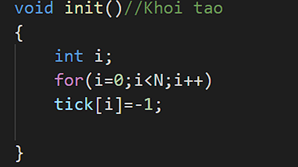 void init()//Khoi tao
{
int i;
for(i=0;i<N;i++)
tick[i]=-1;
}